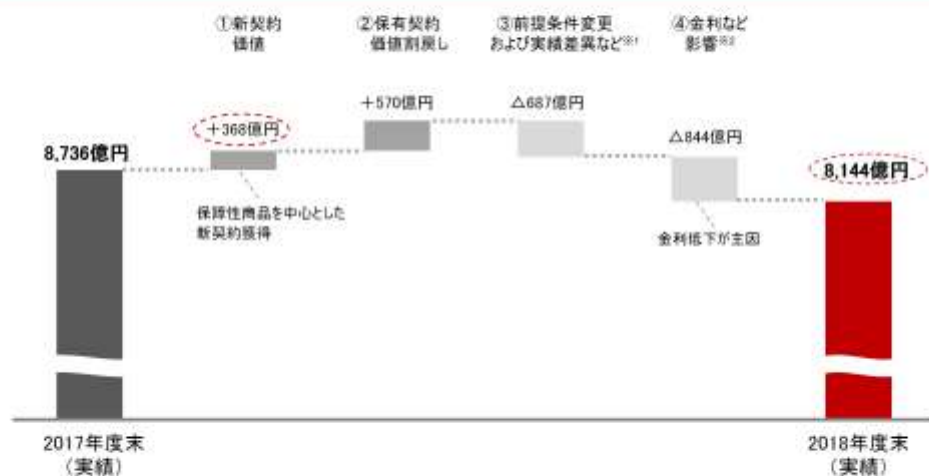 ①新契約
価値
②保有契約
価値割戻し
③前提条件変更
および実績差異など※1
④金利など
影響※2
8,736億円
+368億円
+570億円
△687億円
△844億円
8,144億円
保障性商品を中心とした
新契約獲得
金利低下が主因
2017年度末
(実績)
2018年度末
(実績)